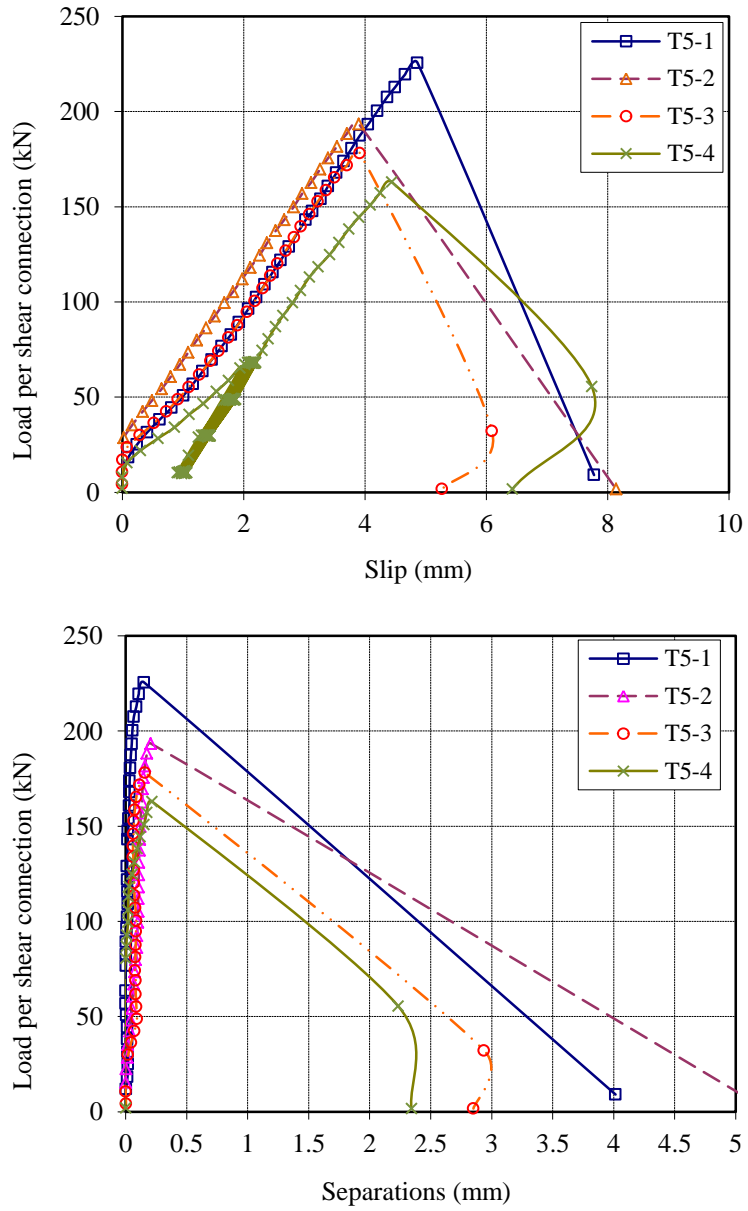 250
200
150
100
50
0
Load per shear connection (kN)
T5-1
T5-2
T5-3
T5-4
0 2 4 6 8 10
Slip (mm)
250
200
150
100
50
0
Load per shear connection (kN)
T5-1
T5-2
T5-3
T5-4
0 0.5 1 1.5 2 2.5 3 3.5 4 4.5 5
Separations (mm)